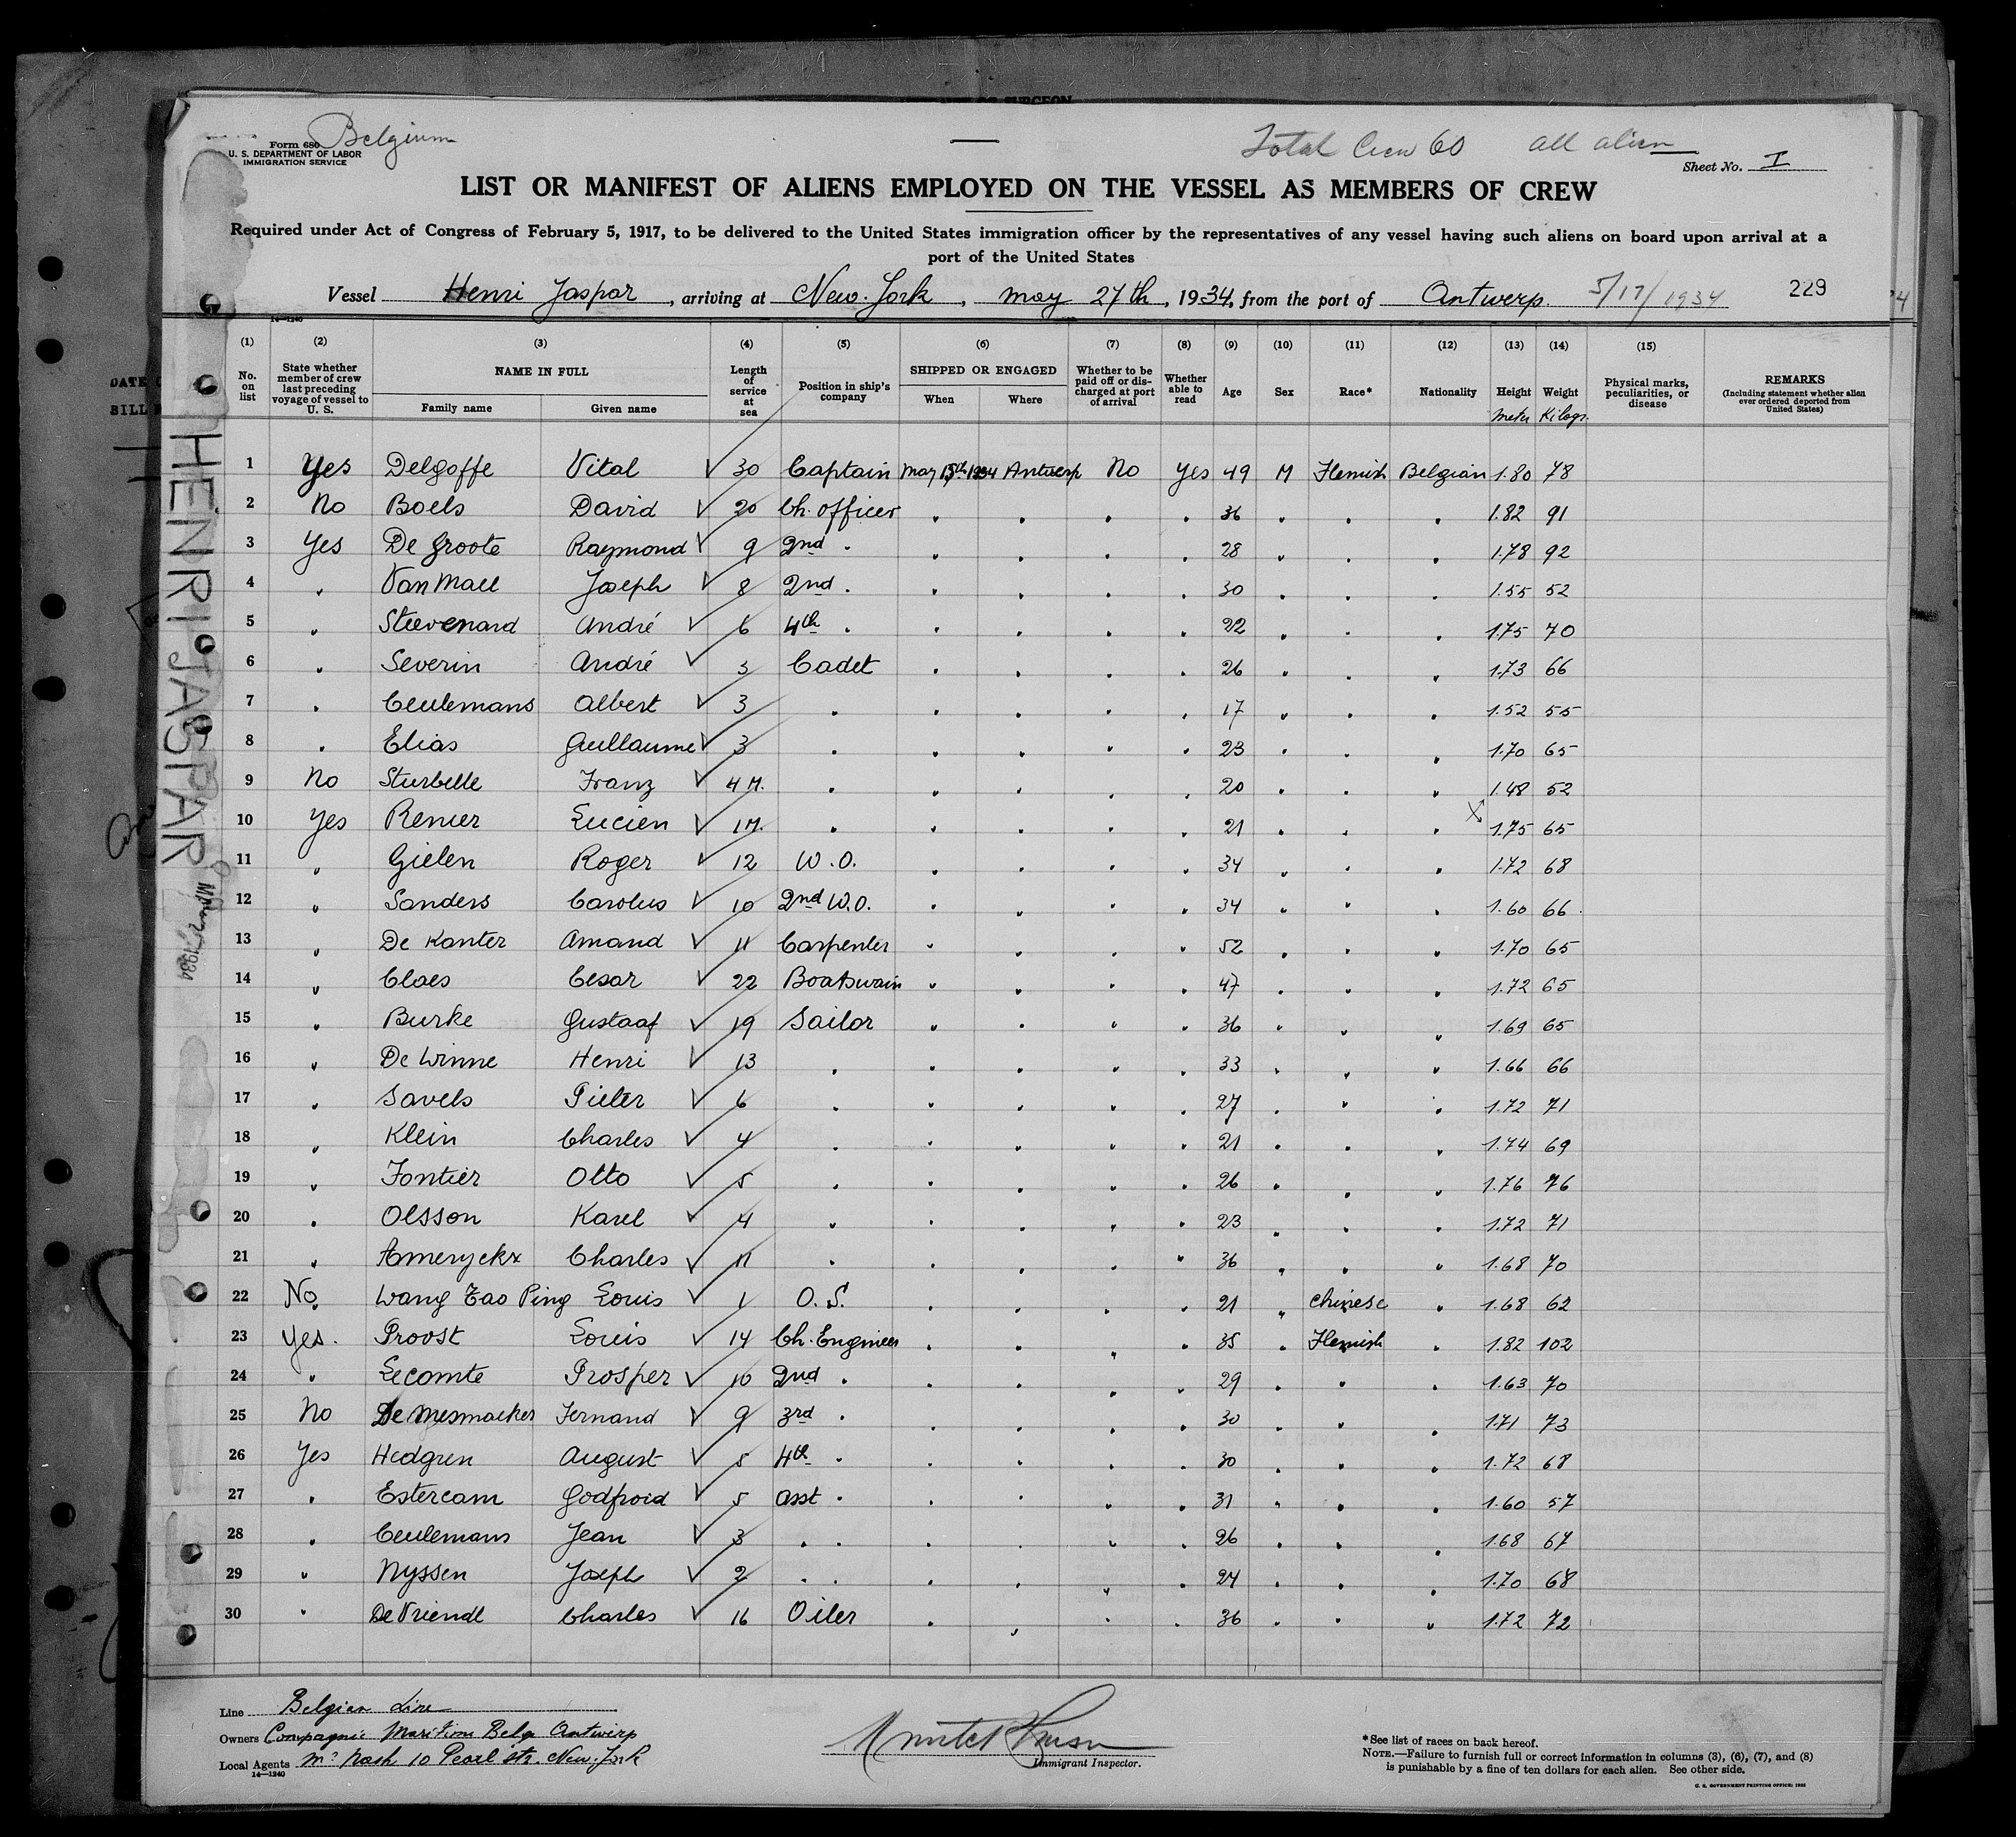 Form 680
U. S. DEPARTMENT OF LABOR
IMMIGRATION SERVICE
Belgium
Total Crew 60 all alien
Sheet No. I
LIST OR MANIFEST OF ALIENS EMPLOYED ON THE VESSEL AS MEMBERS OF CREW
Required under Act of Congress of February 5, 1917, to be delivered to the United States immigration officer by the representatives of any vessel having such aliens on board upon arrival at a
port of the United States
Vessel Henri Jaspar, arriving at New-York, May 27th, 1934, from the port of Antwerp. 5/17/1934 229
14—1240
(1) (2) (3) (4) (5) (6) (7) (8) (9) (10) (11) (12) (13) (14) (15)
No. on list
State whether member of crew last preceding voyage of vessel to U. S.
NAME IN FULL
Family name Given name
Length of service at sea
Position in ship's company
SHIPPED OR ENGAGED
When Where
Whether to be paid off or discharged at port of arrival
Whether able to read
Age Sex Race* Nationality Height Weight
meter Kilogr.
Physical marks, peculiarities, or disease
REMARKS
(Including statement whether alien ever ordered deported from United States)
1 Yes Delgoffe Vital 30 Captain May 15th 1934 Antwerp No Yes 49 M Flemish Belgian 1.80 78
2 No Boels David 20 Ch. officer " " " " 36 " " " 1.82 91
3 Yes De Groote Raymond 9 2nd " " " " " 28 " " " 1.78 92
4 " Van Mael Joseph 8 2nd " " " " " 30 " " " 1.55 52
5 " Steevenard André 6 4th " " " " " 22 " " " 1.75 70
6 " Severin André 3 Cadet " " " " 26 " " " 1.73 66
7 " Ceulemans Albert 3 " " " " " 17 " " " 1.52 55
8 " Elias Guillaume 3 " " " " " 23 " " " 1.70 65
9 No Sturbelle Franz 4 M. " " " " " 20 " " " 1.48 52
10 Yes Renier Lucien 1 M. " " " " " 21 " " " 1.75 65
11 " Gielen Roger 12 W.O. " " " " 34 " " " 1.72 68
12 " Sanders Carolus 10 2nd W.O. " " " " 34 " " " 1.60 66
13 " De Kanter Amand 11 Carpenter " " " " 52 " " " 1.70 65
14 " Claes Cesar 22 Boatswain " " " " 47 " " " 1.72 65
15 " Burke Gustaaf 19 Sailor " " " " 36 " " " 1.69 65
16 " De Winne Henri 13 " " " " " 33 " " " 1.66 66
17 " Savels Pieter 6 " " " " " 27 " " " 1.72 71
18 " Klein Charles 4 " " " " " 21 " " " 1.74 69
19 " Fontier Otto 5 " " " " " 26 " " " 1.76 76
20 " Olsson Karel 4 " " " " " 23 " " " 1.72 71
21 " Ameryckx Charles 11 " " " " " 36 " " " 1.68 70
22 No Wang Tao Ping Louis 1 O.S. " " " " 21 " Chinese " 1.68 62
23 Yes. Provst Louis 14 Ch. Engineer " " " " 35 " Flemish " 1.82 102
24 " Lecomte Prosper 10 2nd " " " " " 29 " " " 1.63 70
25 No De Mesmaeker Fernand 9 3rd " " " " " 30 " " " 1.71 73
26 Yes Hedgren August 5 4th " " " " " 30 " " " 1.72 68
27 " Estercam Godfroid 5 asst " " " " " 31 " " " 1.60 57
28 " Ceulemans Jean 3 " " " " " " 26 " " " 1.68 67
29 " Nyssen Joseph 2 " " " " " " 24 " " " 1.70 68
30 " De Vriendt Charles 16 Oiler " " " " 36 " " " 1.72 72
HENRI JASPAR
Line Belgian Line
Owners Compagnie Maritim Belg Antwerp
Local Agents Mr Nash 10 Pearl str. New-York
14—1240
Immigrant Inspector.
*See list of races on back hereof.
NOTE.—Failure to furnish full or correct information in columns (3), (6), (7), and (8)
is punishable by a fine of ten dollars for each alien. See other side.